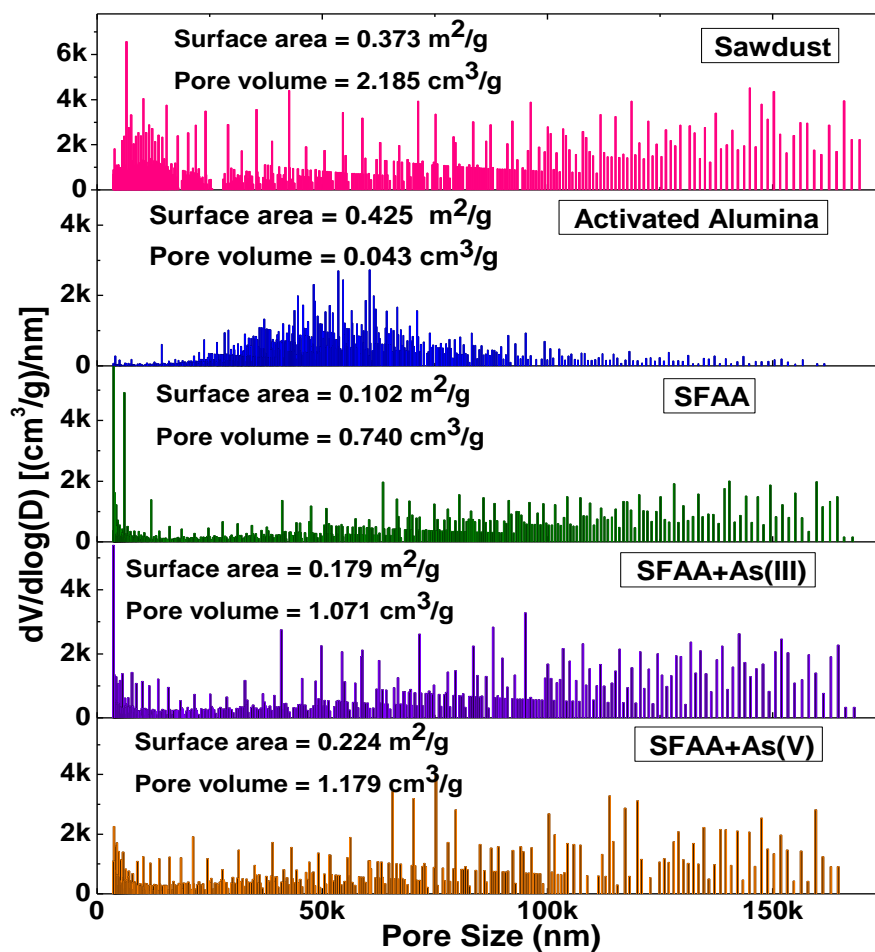 Surface area = 0.373 m²/g
Sawdust
Pore volume = 2.185 cm³/g
6k
4k
2k
0
Surface area = 0.425 m²/g
Activated Alumina
Pore volume = 0.043 cm³/g
4k
2k
0
Surface area = 0.102 m²/g
SFAA
Pore volume = 0.740 cm³/g
4k
2k
0
Surface area = 0.179 m²/g
SFAA+As(III)
Pore volume = 1.071 cm³/g
4k
2k
0
Surface area = 0.224 m²/g
SFAA+As(V)
Pore volume = 1.179 cm³/g
4k
2k
0
dV/dlog(D) [(cm³/g)/nm]
0 50k 100k 150k
Pore Size (nm)